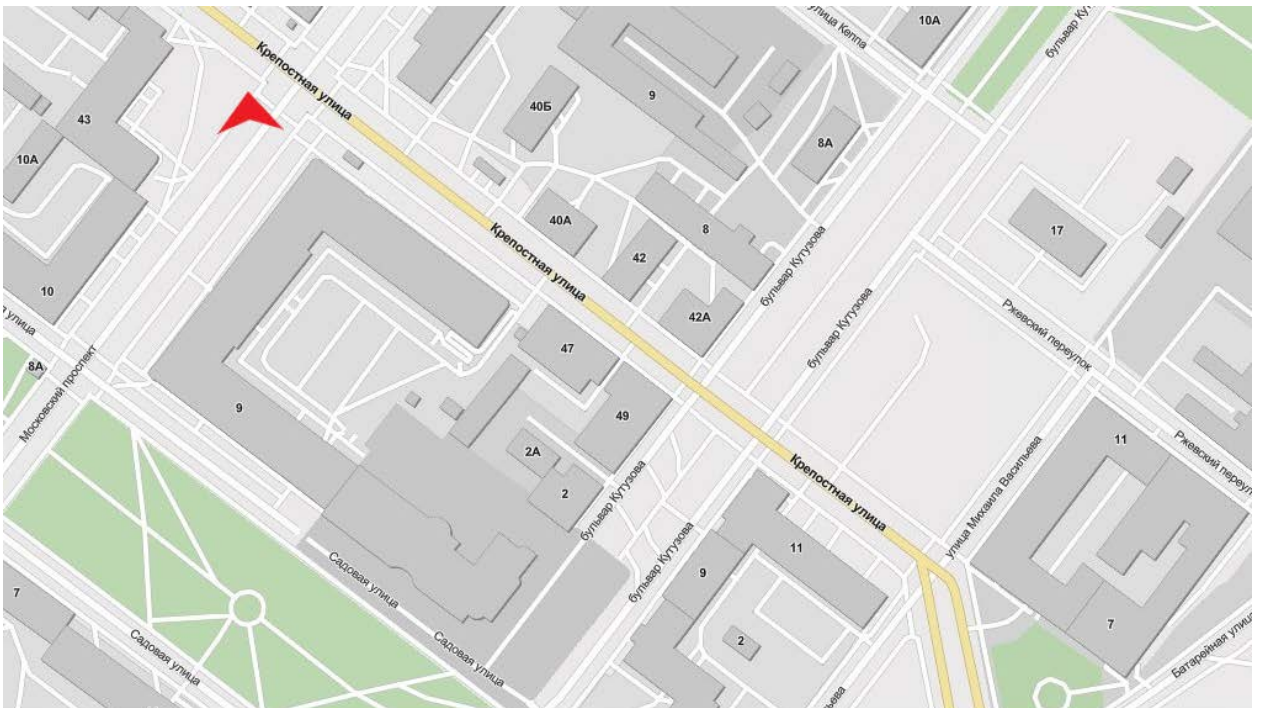 улица Кеппа
10А
бульвар Ку
Крепостная улица
43
40Б
9
8А
10А
40А
8
17
Крепостная улица
42
бульвар Кутузова
10
42А
бульвар Кутузова
Ржевский переулок
улица
47
8А
Московский проспект
9
49
11
2А
Крепостная улица
Ржевский переуло
2
бульвар Кутузова
улица Михаила Васильева
11
бульвар Кутузова
9
Садовая улица
7
2
7
Садовая улица
Садовая улица
Батарейная улица